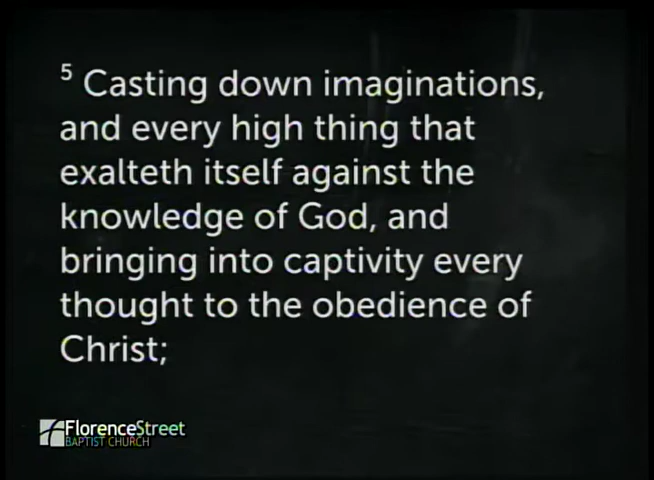 5 Casting down imaginations,
and every high thing that
exalteth itself against the
knowledge of God, and
bringing into captivity every
thought to the obedience of
Christ;
FlorenceStreet
BAPTIST CHURCH